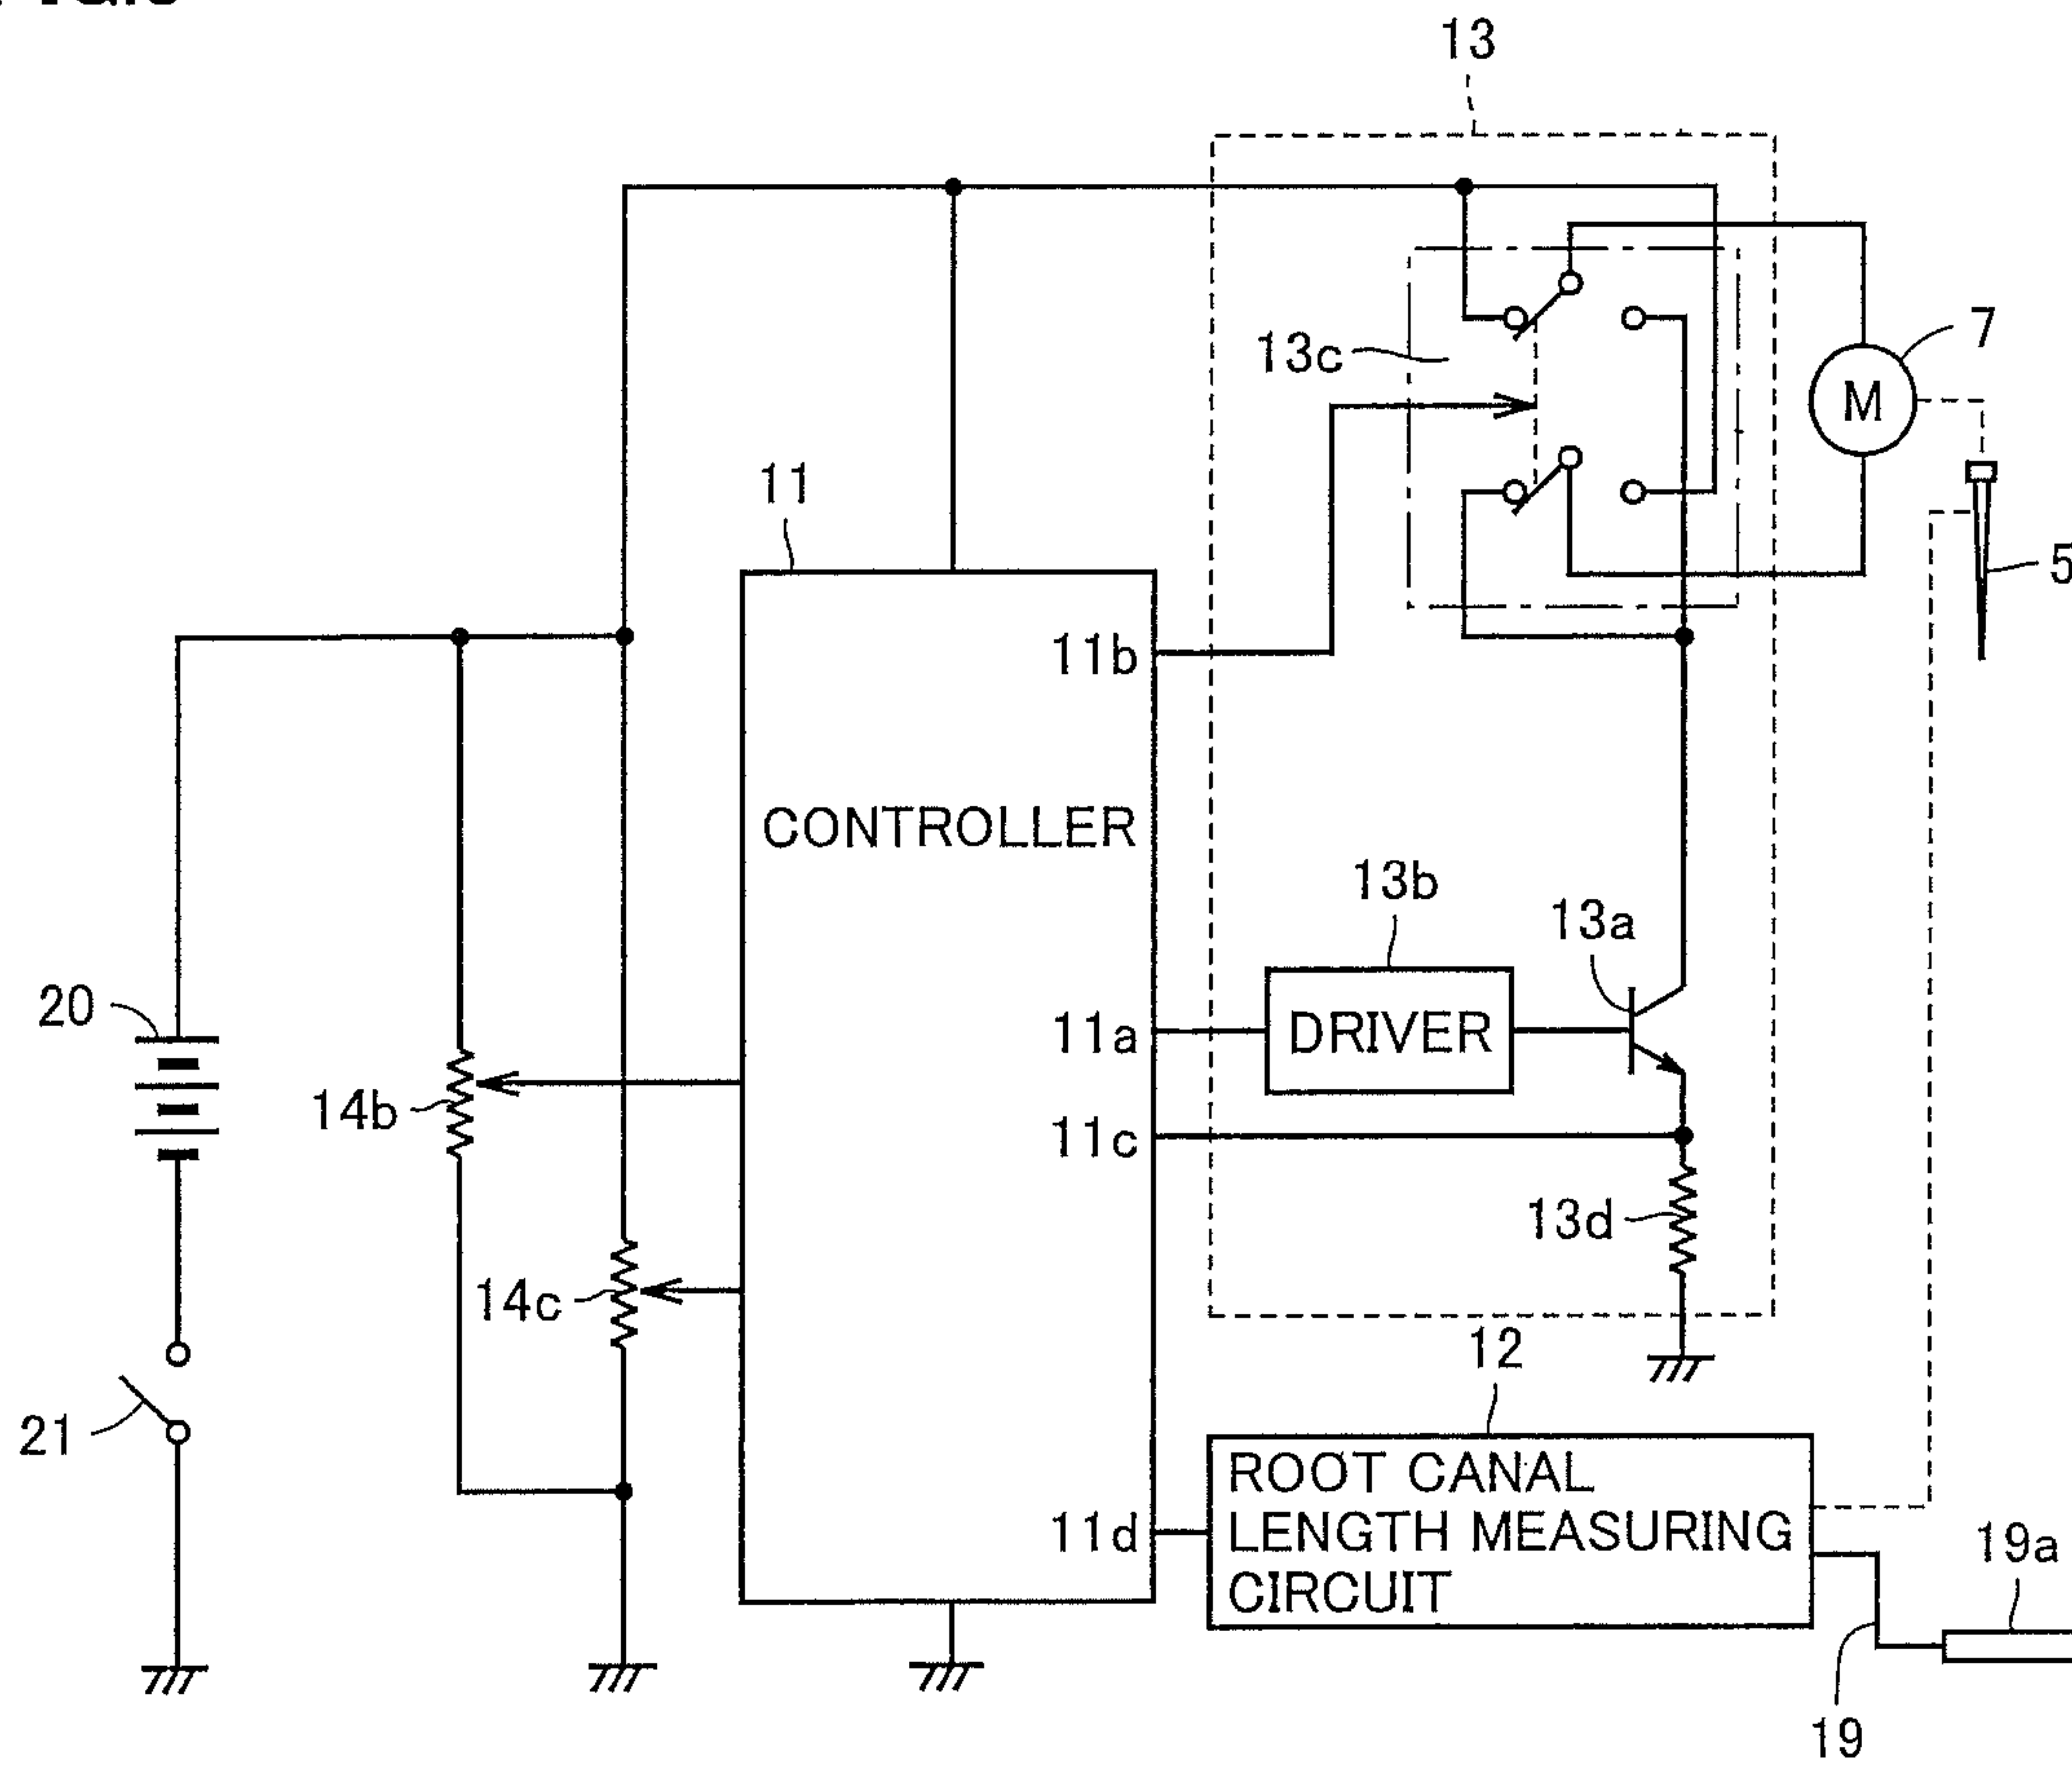 13
13c
7
M
11
5
11b
CONTROLLER
13b
13a
20
DRIVER
11a
14b
11c
13d
14c
12
21
ROOT CANAL
LENGTH MEASURING
CIRCUIT
11d
19a
19